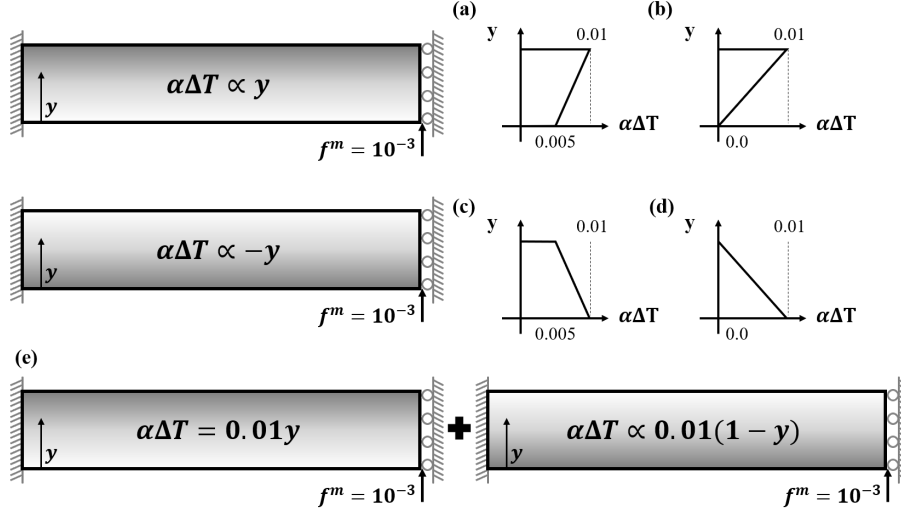 (a)
(b)
y
0.01
y
0.01
αΔT ∝ y
y
0.005
αΔT
0.0
αΔT
f^m = 10^-3
(c)
(d)
y
0.01
y
0.01
αΔT ∝ −y
y
0.005
αΔT
0.0
αΔT
f^m = 10^-3
(e)
αΔT = 0.01y
+
αΔT ∝ 0.01(1 − y)
y
y
f^m = 10^-3
f^m = 10^-3